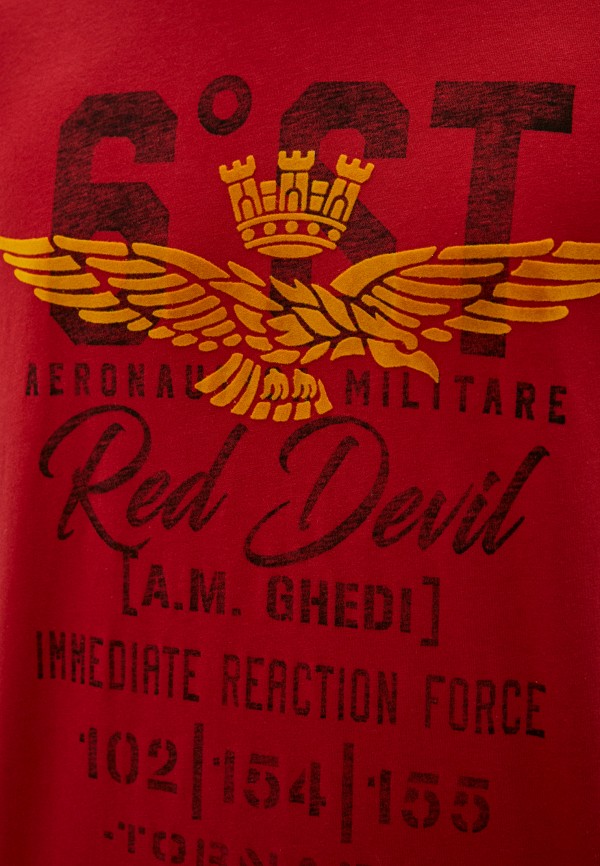 6° ST
AERONAU MILITARE
Red Devil
[A.M. GHEDI]
IMMEDIATE REACTION FORCE
102|154|155